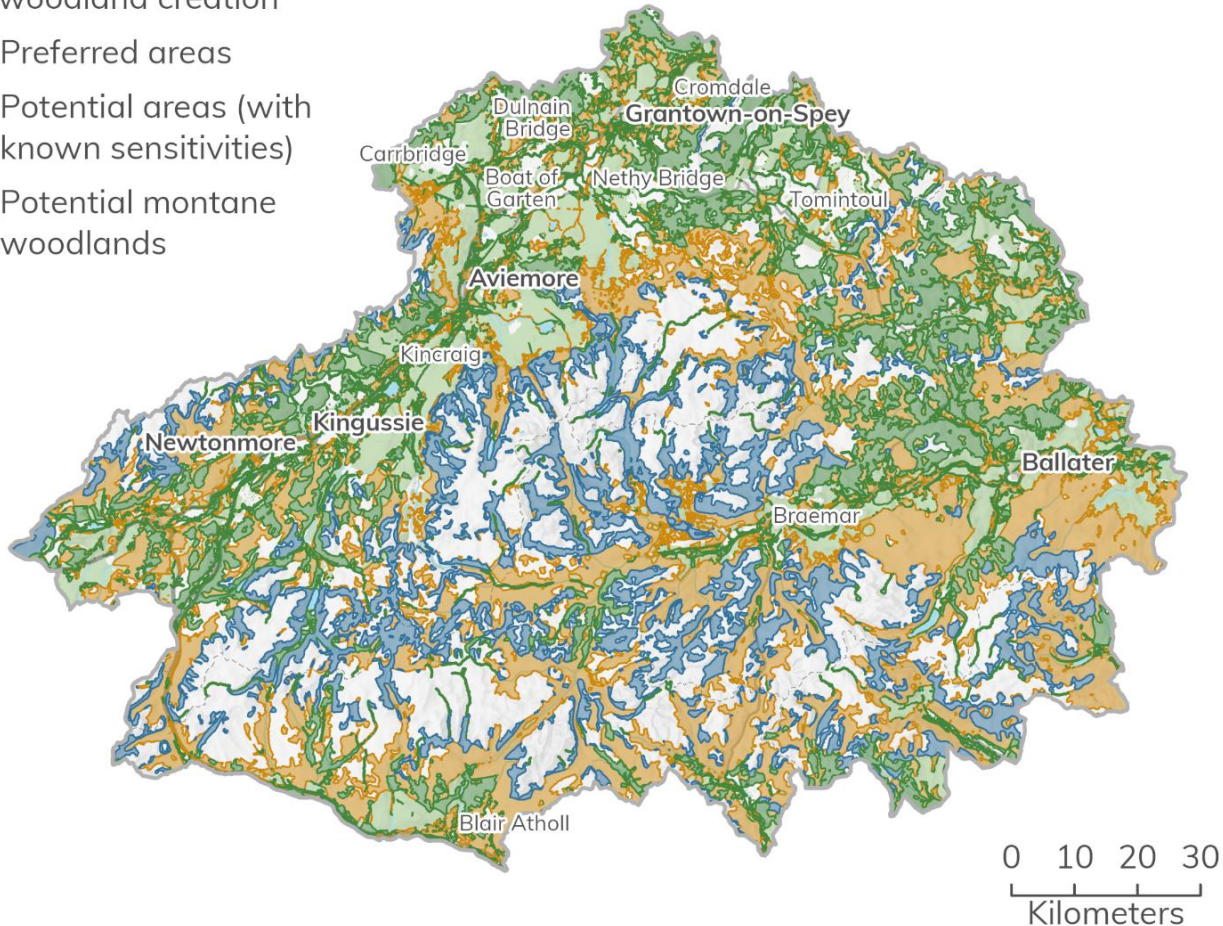 woodland creation
Preferred areas
Potential areas (with
known sensitivities)
Potential montane
woodlands
Cromdale
Dulnain
Bridge
Grantown-on-Spey
Carrbridge
Boat of
Garten
Nethy Bridge
Tomintoul
Aviemore
Kincraig
Kingussie
Newtonmore
Ballater
Braemar
Blair Atholl
0 10 20 30
Kilometers